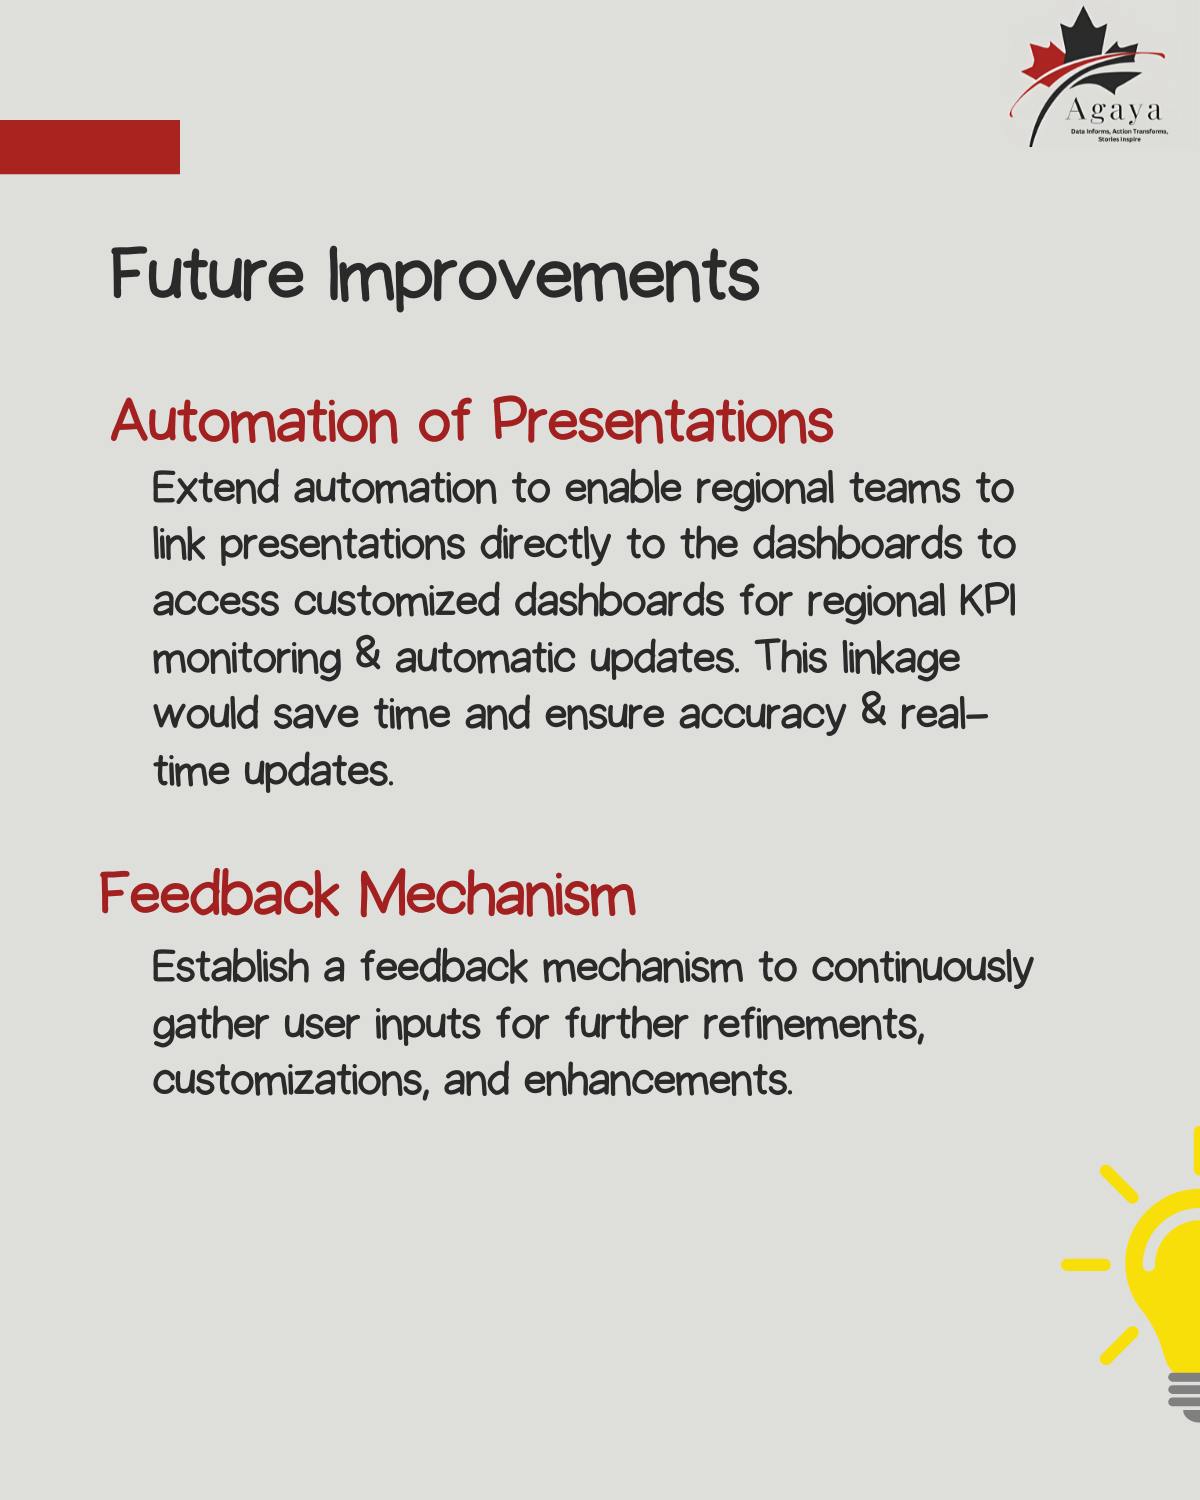 Agaya
Data Informs, Action Transforms,
Stories Inspire
Future Improvements
Automation of Presentations
Extend automation to enable regional teams to
link presentations directly to the dashboards to
access customized dashboards for regional KPI
monitoring & automatic updates. This linkage
would save time and ensure accuracy & real-
time updates.
Feedback Mechanism
Establish a feedback mechanism to continuously
gather user inputs for further refinements,
customizations, and enhancements.